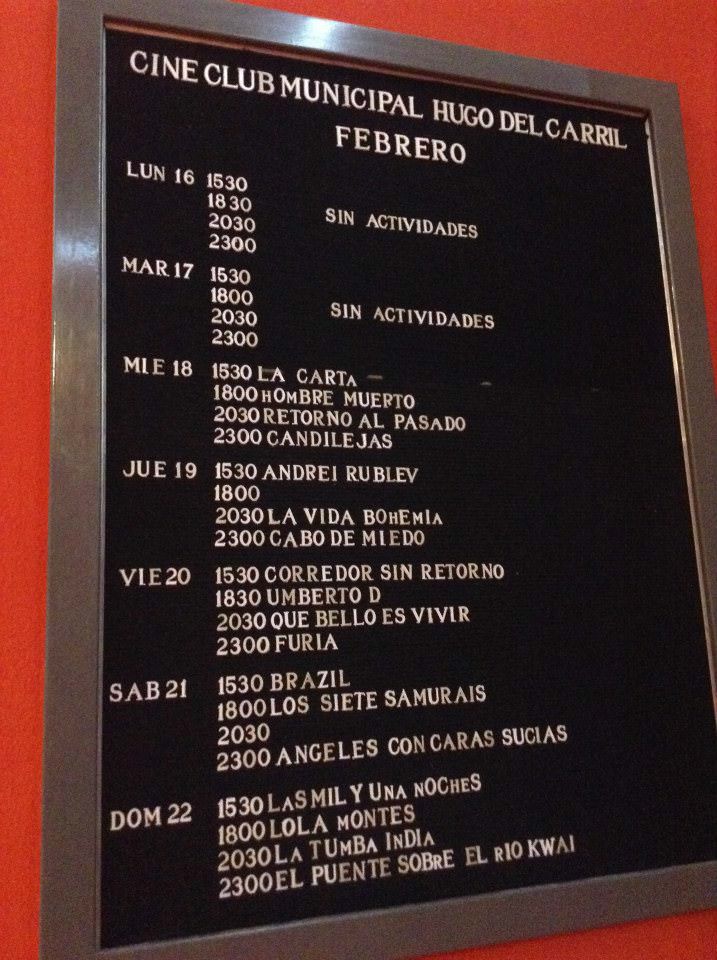 CINE CLUB MUNICIPAL HUGO DEL CARRIL
FEBRERO
LUN 16 1530
1830
2030 SIN ACTIVIDADES
2300
MAR 17 1530
1800
2030 SIN ACTIVIDADES
2300
MIE 18 1530 LA CARTA
1800 HOMBRE MUERTO
2030 RETORNO AL PASADO
2300 CANDILEJAS
JUE 19 1530 ANDREI RUBLEV
1800
2030 LA VIDA BOHEMIA
2300 CABO DE MIEDO
VIE 20 1530 CORREDOR SIN RETORNO
1830 UMBERTO D
2030 QUE BELLO ES VIVIR
2300 FURIA
SAB 21 1530 BRAZIL
1800 LOS SIETE SAMURAIS
2030
2300 ANGELES CON CARAS SUCIAS
DOM 22 1530 LAS MIL Y UNA NOCHES
1800 LOLA MONTES
2030 LA TUMBA INDIA
2300 EL PUENTE SOBRE EL RIO KWAI